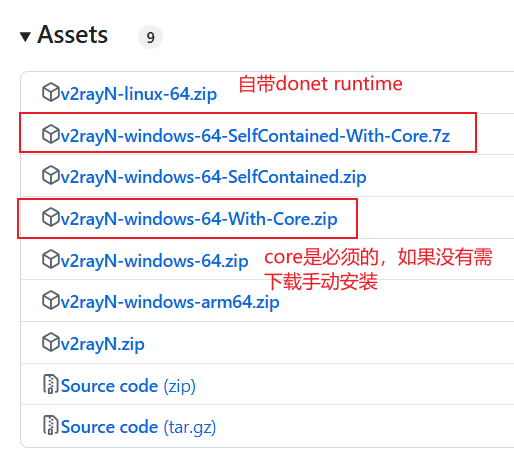 Assets 9
v2rayN-linux-64.zip
自带donet runtime
v2rayN-windows-64-SelfContained-With-Core.7z
v2rayN-windows-64-SelfContained.zip
v2rayN-windows-64-With-Core.zip
v2rayN-windows-64.zip
core是必须的，如果没有需
下载手动安装
v2rayN-windows-arm64.zip
v2rayN.zip
Source code (zip)
Source code (tar.gz)